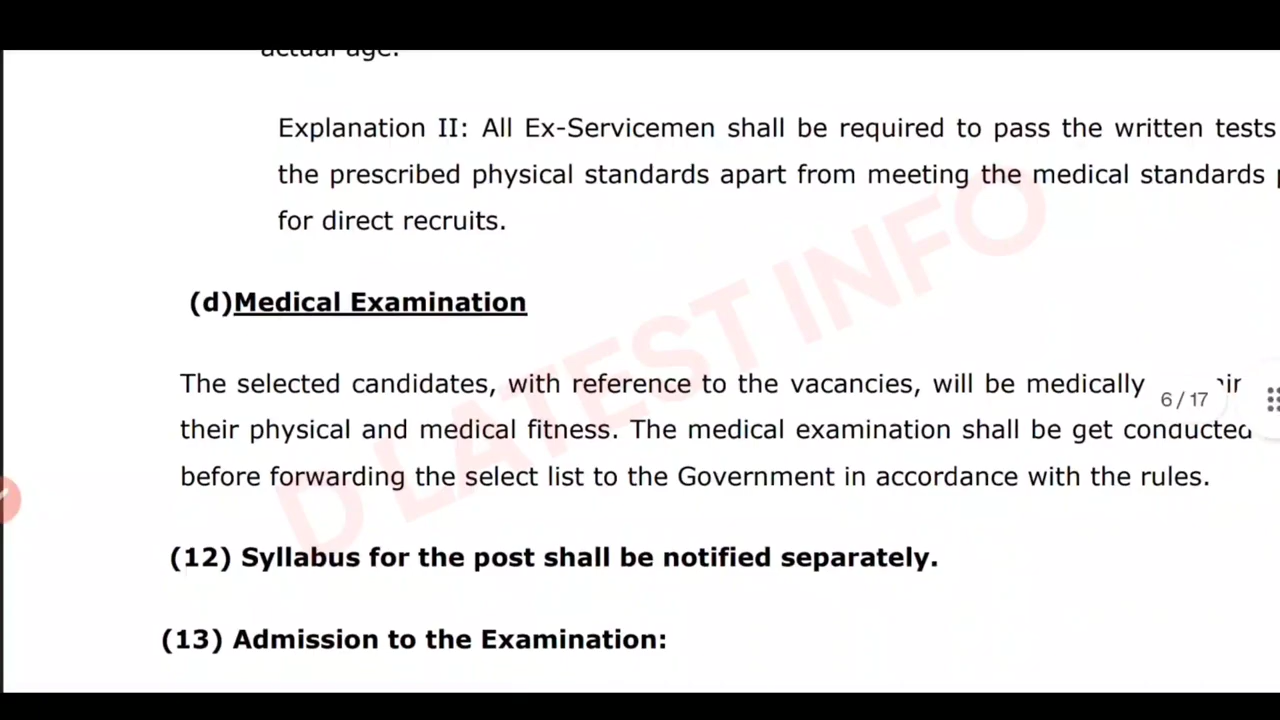 actual age.
Explanation II: All Ex-Servicemen shall be required to pass the written tests
the prescribed physical standards apart from meeting the medical standards
for direct recruits.
(d)Medical Examination
The selected candidates, with reference to the vacancies, will be medically
6 / 17
their physical and medical fitness. The medical examination shall be get conducted
before forwarding the select list to the Government in accordance with the rules.
D LATEST INFO
(12) Syllabus for the post shall be notified separately.
(13) Admission to the Examination: